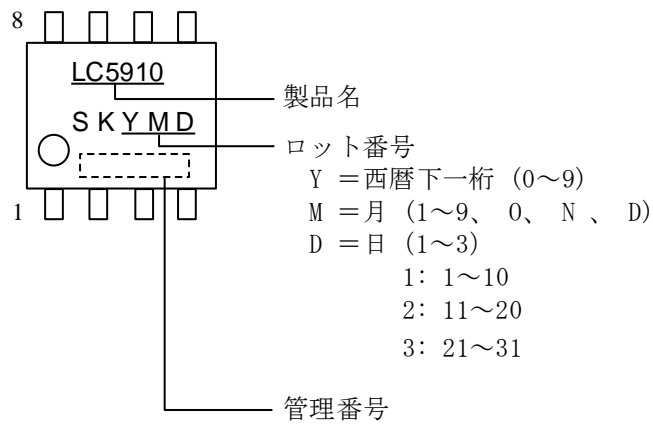 8
LC5910
製品名
SKYMD
ロット番号
Y =西暦下一桁 (0～9)
M =月 (1～9、 O、 N 、 D)
1
D =日 (1～3)
1: 1～10
2: 11～20
3: 21～31
管理番号